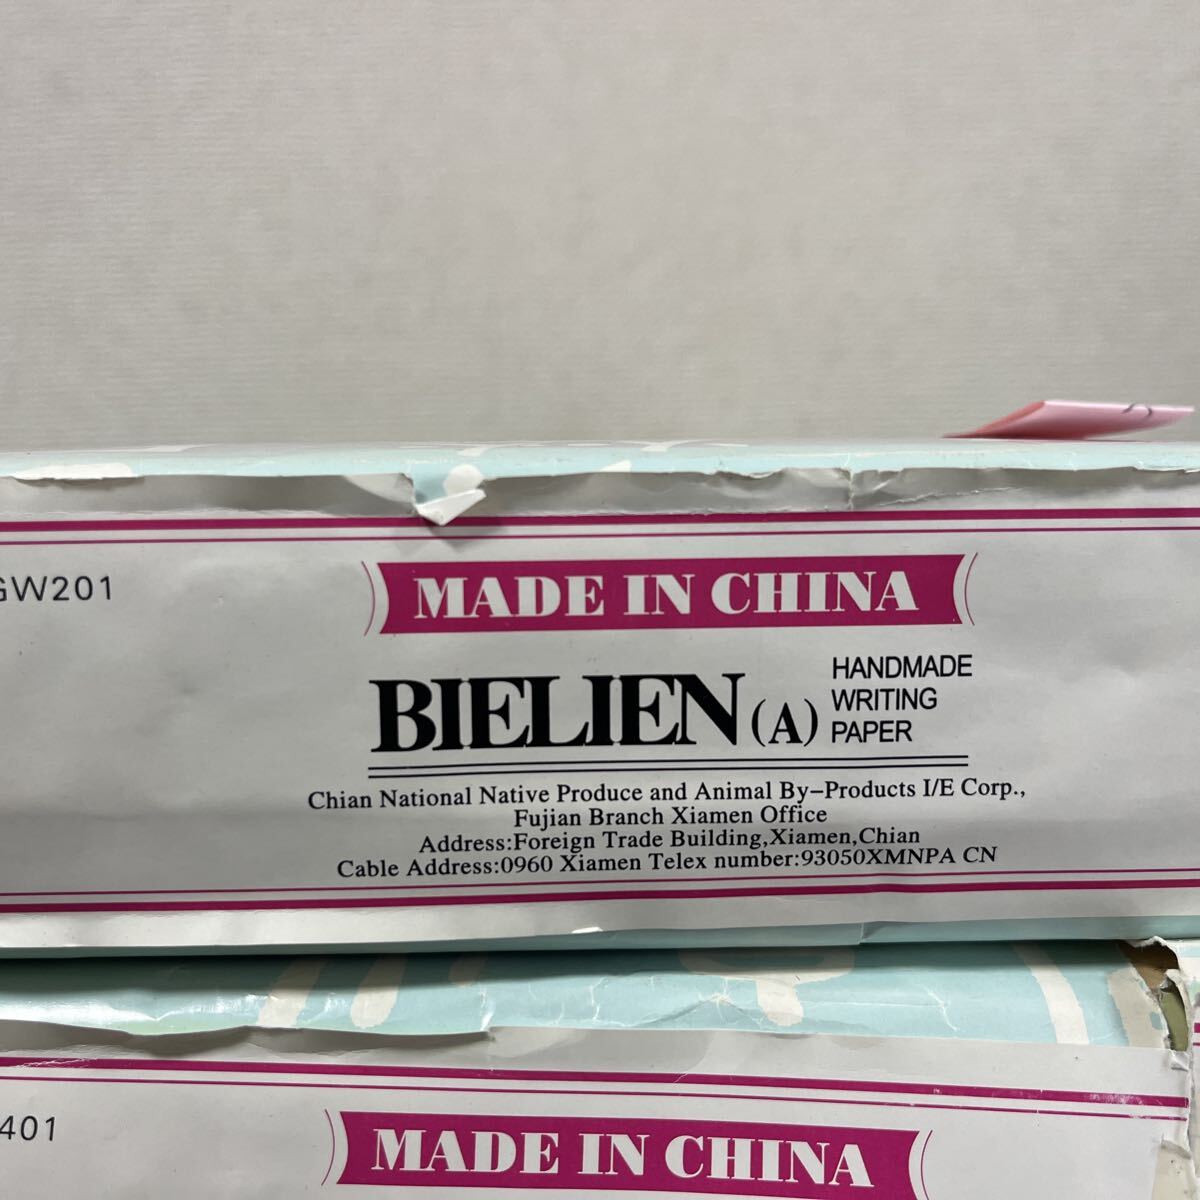 GW201
MADE IN CHINA
BIELIEN (A) HANDMADE
WRITING
PAPER
Chian National Native Produce and Animal By-Products I/E Corp.,
Fujian Branch Xiamen Office
Address:Foreign Trade Building,Xiamen,Chian
Cable Address:0960 Xiamen Telex number:93050XMNPA CN
401
MADE IN CHINA